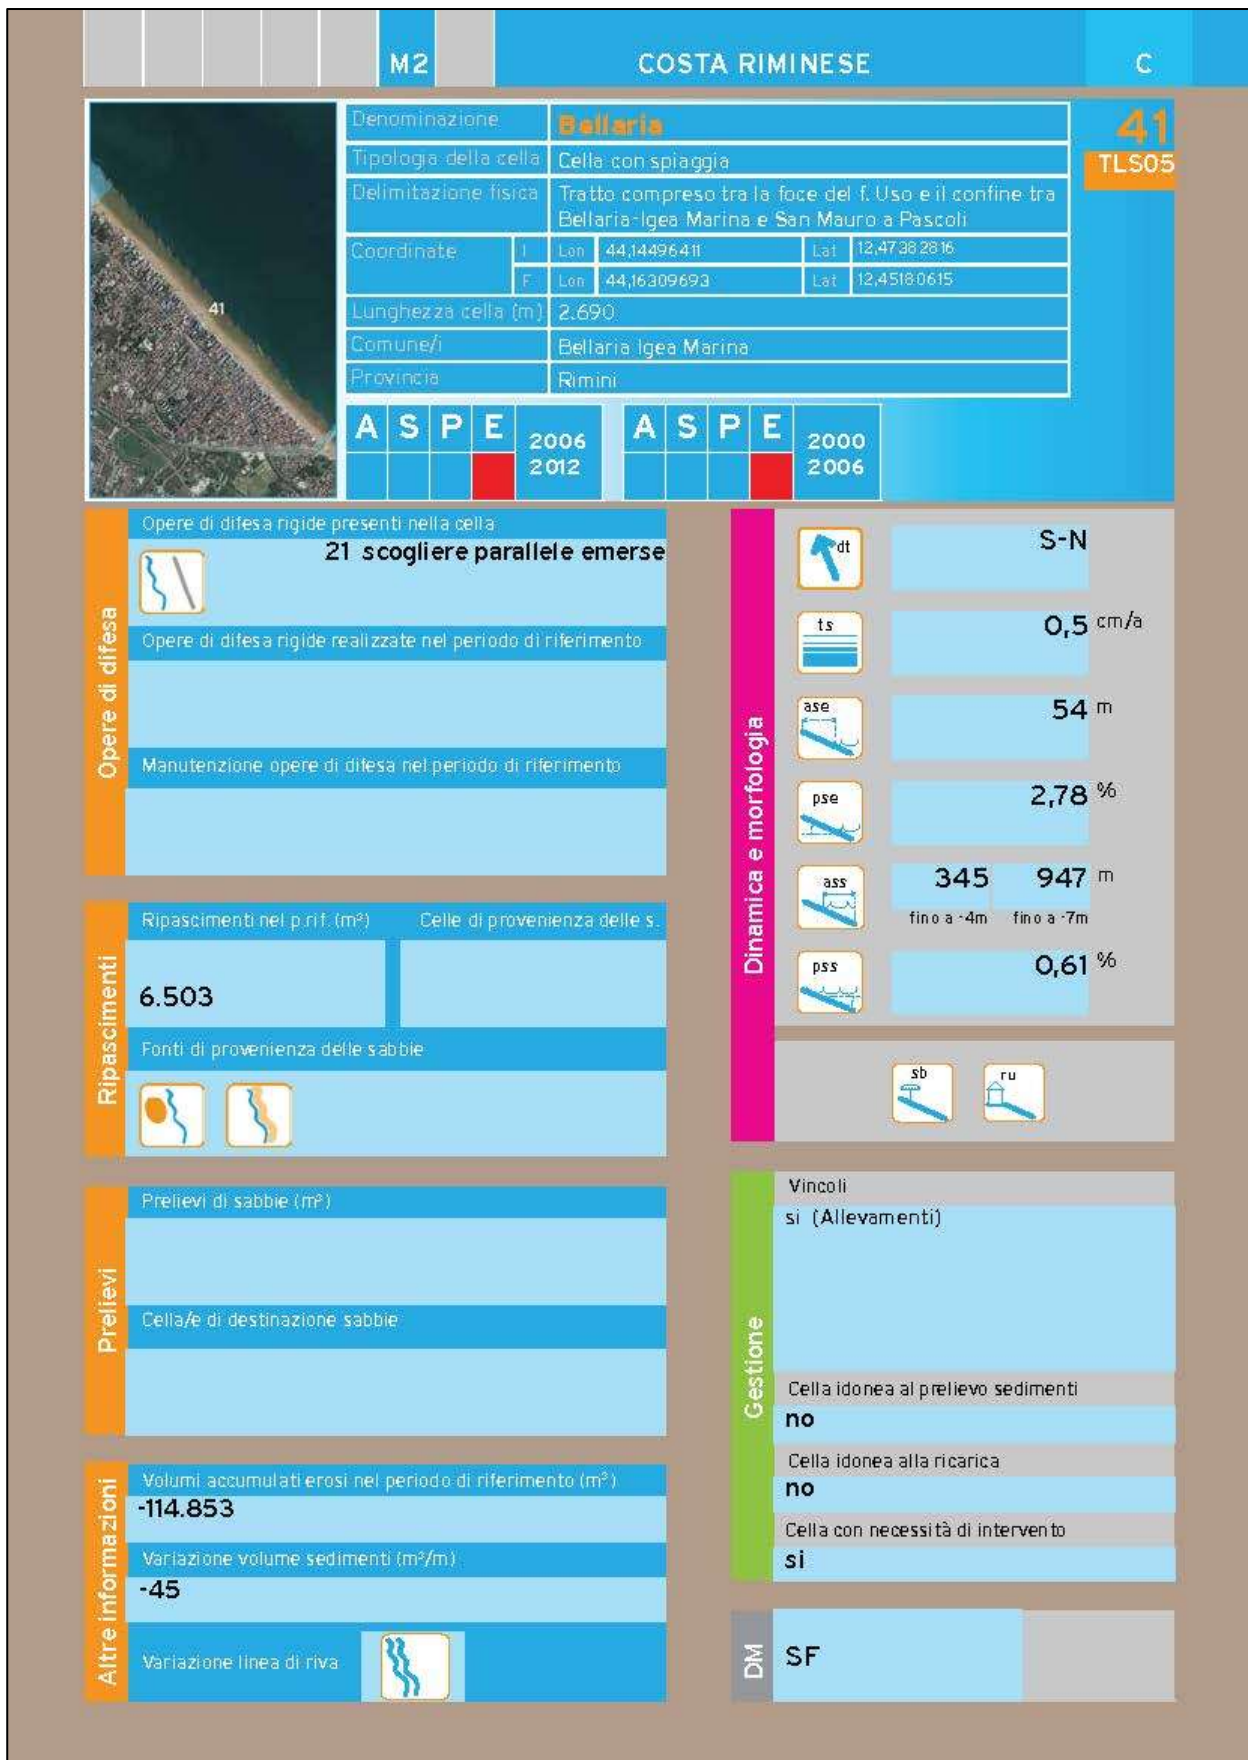 M2 COSTA RIMINESE C
Denominazione Bellaria 41
Tipologia della cella Cella con spiaggia TLS05
Delimitazione fisica Tratto compreso tra la foce del f. Uso e il confine tra
Bellaria-Igea Marina e San Mauro a Pascoli
Coordinate I Lon 44,14496411 Lat 12,47382816
F Lon 44,16309693 Lat 12,45180615
41
Lunghezza cella (m) 2.690
Comune/i Bellaria Igea Marina
Provincia Rimini
A S P E 2006 A S P E 2000
2012 2006
Opere di difesa
Opere di difesa rigide presenti nella cella
21 scogliere parallele emerse
Opere di difesa rigide realizzate nel periodo di riferimento
Manutenzione opere di difesa nel periodo di riferimento
Ripascimenti
Ripascimenti nel p.rif. (m³) Celle di provenienza delle s.
6.503
Fonti di provenienza delle sabbie
Prelievi
Prelievi di sabbie (m³)
Cella/e di destinazione sabbie
Altre informazioni
Volumi accumulati erosi nel periodo di riferimento (m³)
-114.853
Variazione volume sedimenti (m³/m)
-45
Variazione linea di riva
Dinamica e morfologia
dt S-N
ts 0,5 cm/a
ase 54 m
pse 2,78 %
ass 345 947 m
fino a -4m fino a -7m
pss 0,61 %
sb ru
Gestione
Vincoli
si (Allevamenti)
Cella idonea al prelievo sedimenti
no
Cella idonea alla ricarica
no
Cella con necessità di intervento
si
DM SF